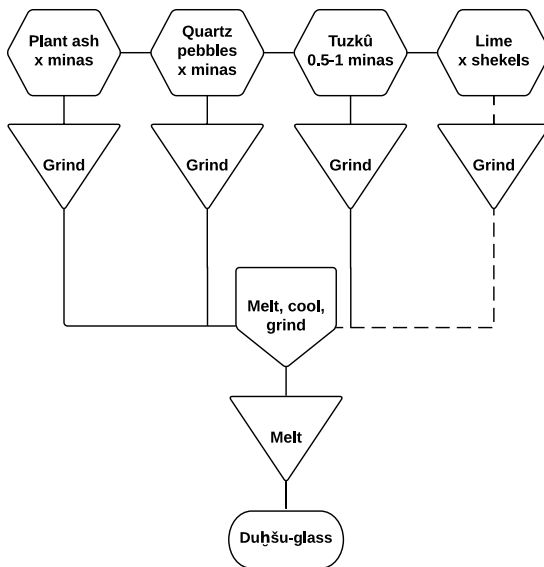 Plant ash
x minas
Quartz
pebbles
x minas
Tuzkû
0.5-1 minas
Lime
x shekels
Grind
Grind
Grind
Grind
Melt, cool,
grind
Melt
Duḫšu-glass